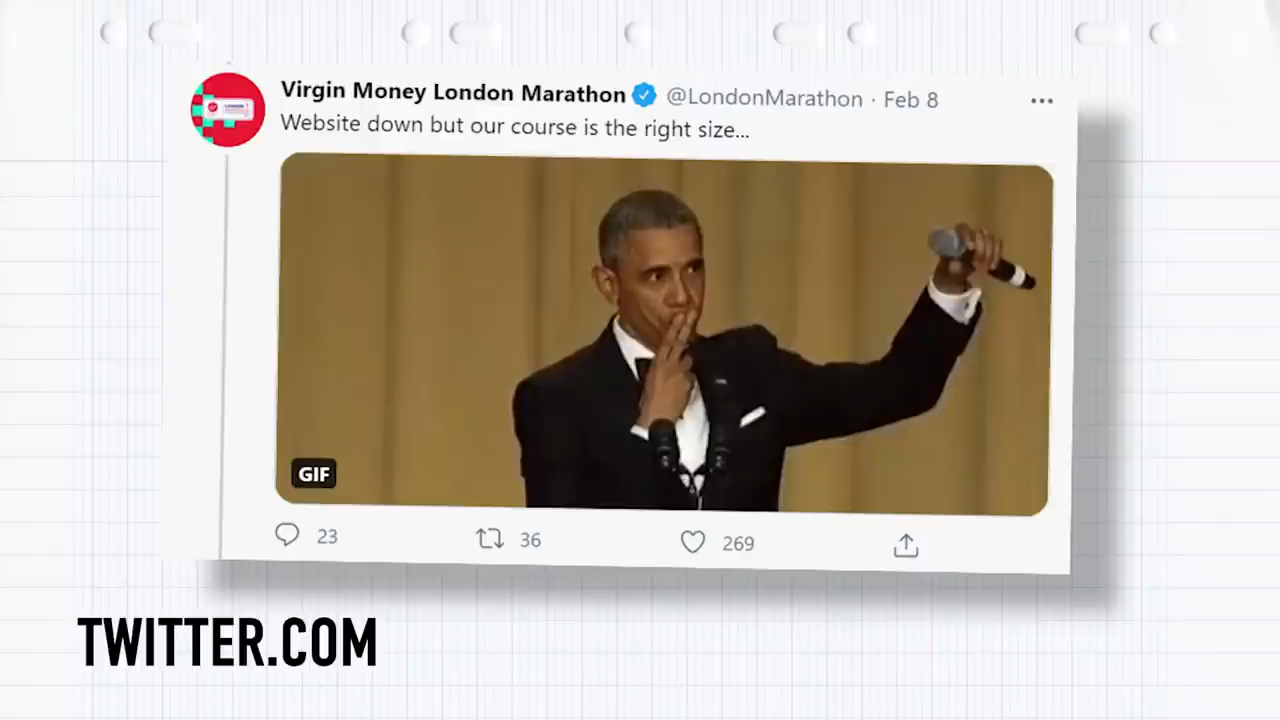 Virgin Money London Marathon @LondonMarathon · Feb 8
Website down but our course is the right size...
GIF
23 36 269
TWITTER.COM